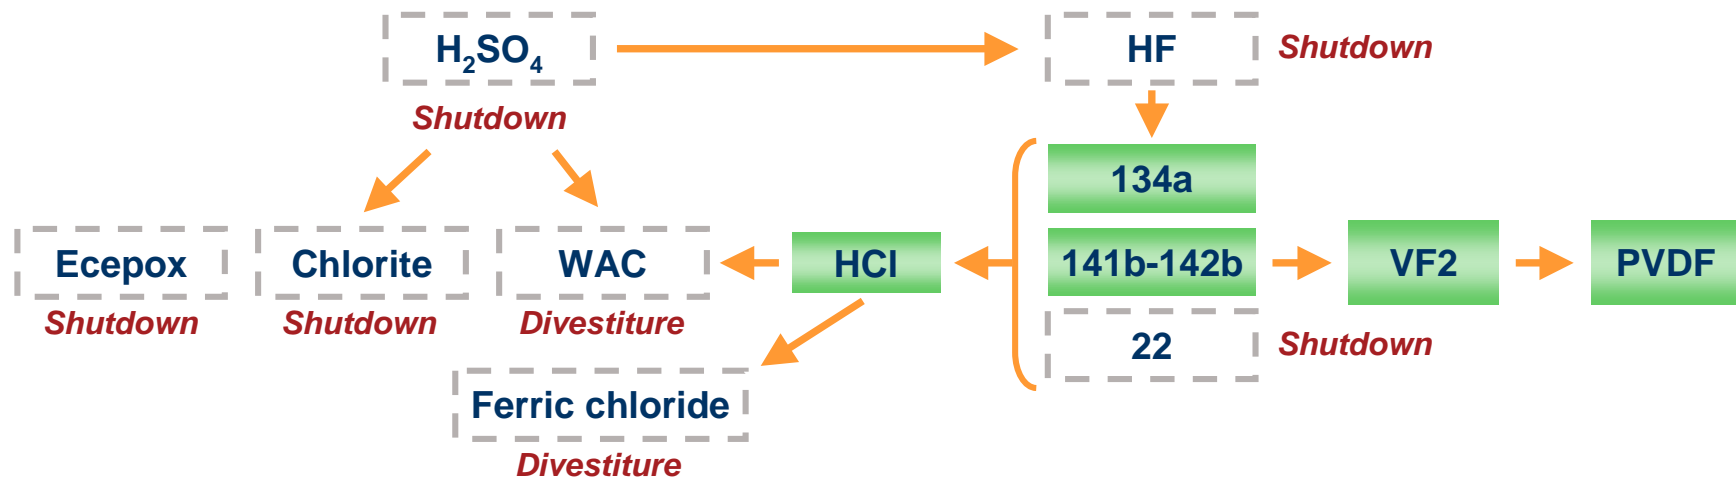 H₂SO₄
HF
Shutdown
Shutdown
134a
Ecepox
Chlorite
WAC
HCl
141b-142b
VF2
PVDF
Shutdown
Shutdown
Divestiture
22
Shutdown
Ferric chloride
Divestiture